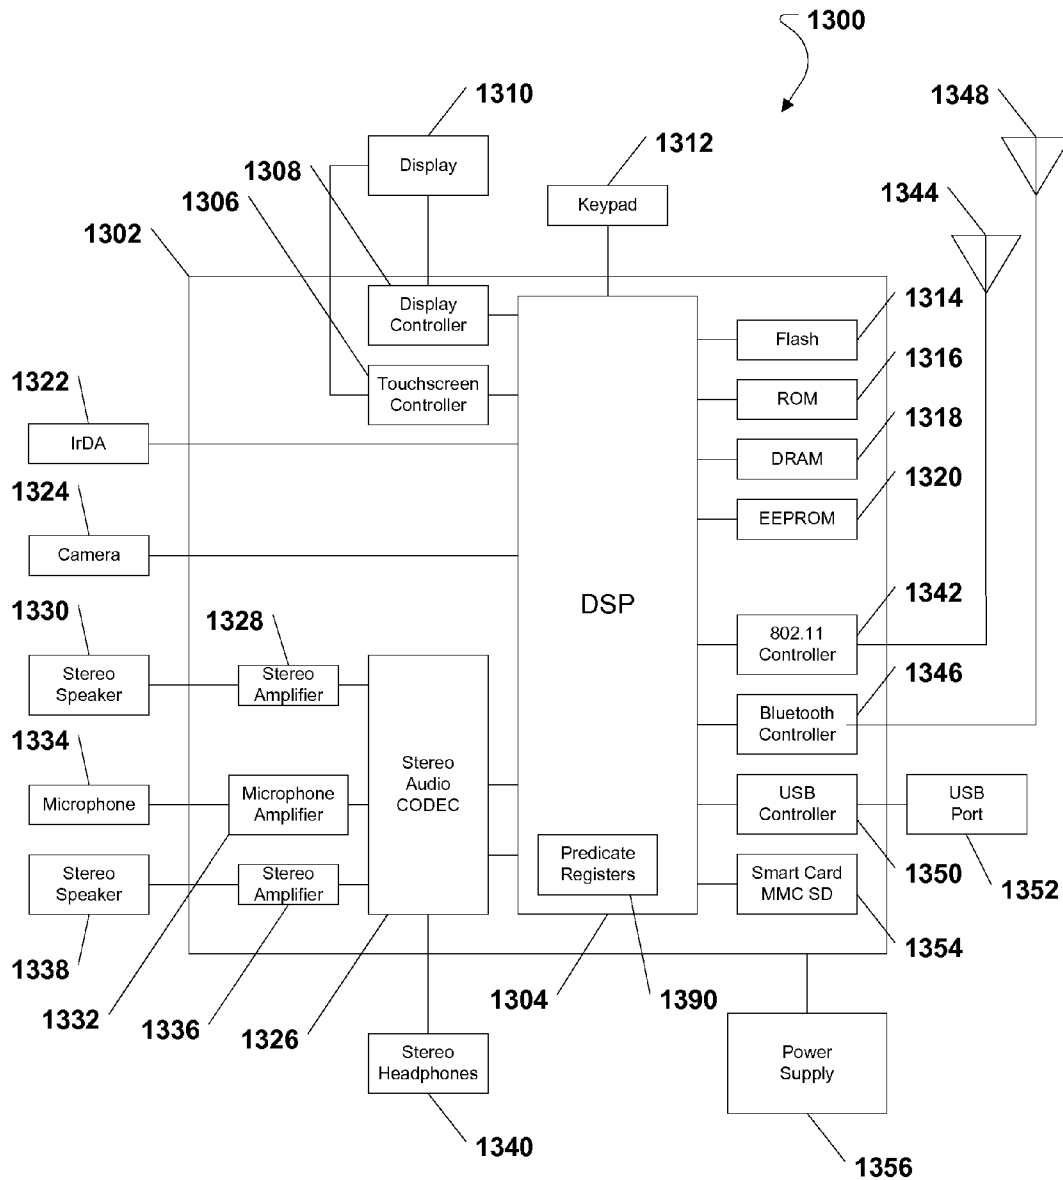 1300
1310
1348
1312
1308
Display
1306
1344
Keypad
1302
Display
Controller
1314
Flash
1322
Touchscreen
Controller
1316
ROM
IrDA
1318
DRAM
1324
1320
EEPROM
Camera
DSP
1330
1328
1342
802.11
Controller
Stereo
Speaker
Stereo
Amplifier
1346
Bluetooth
Controller
1334
Stereo
Audio
CODEC
Microphone
Microphone
Amplifier
USB
Controller
USB
Port
Predicate
Registers
Stereo
Speaker
Stereo
Amplifier
Smart Card
MMC SD
1350
1352
1338
1354
1332
1336
1326
1304
1390
Stereo
Headphones
Power
Supply
1340
1356